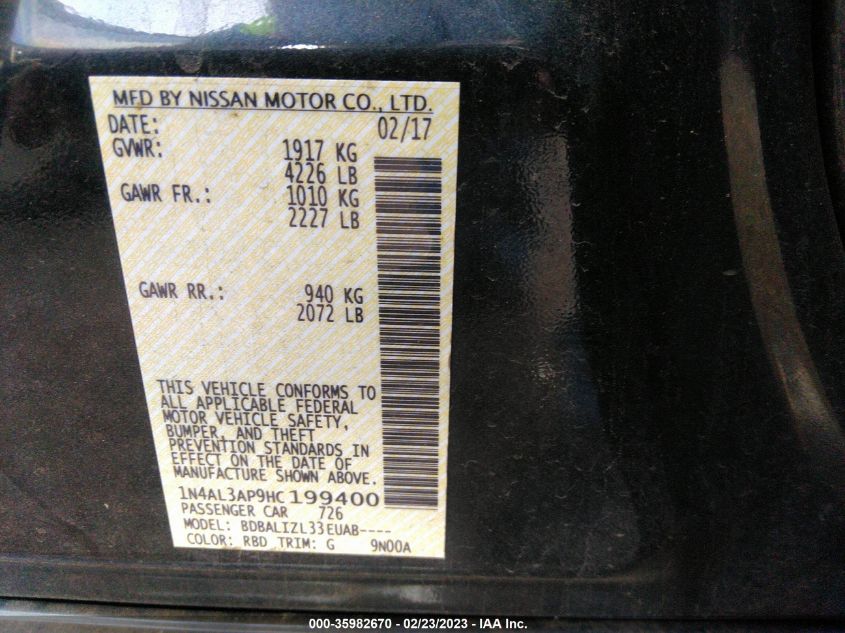 MFD BY NISSAN MOTOR CO., LTD.
DATE: 02/17
GVWR: 1917 KG
4226 LB
GAWR FR.: 1010 KG
2227 LB
GAWR RR.: 940 KG
2072 LB
THIS VEHICLE CONFORMS TO
ALL APPLICABLE FEDERAL
MOTOR VEHICLE SAFETY,
BUMPER, AND THEFT
PREVENTION STANDARDS IN
EFFECT ON THE DATE OF
MANUFACTURE SHOWN ABOVE.
1N4AL3AP9HC199400
PASSENGER CAR 726
MODEL: BDBALIZL33EUAB----
COLOR: RBD TRIM: G 9N00A
000-35982670 - 02/23/2023 - IAA Inc.